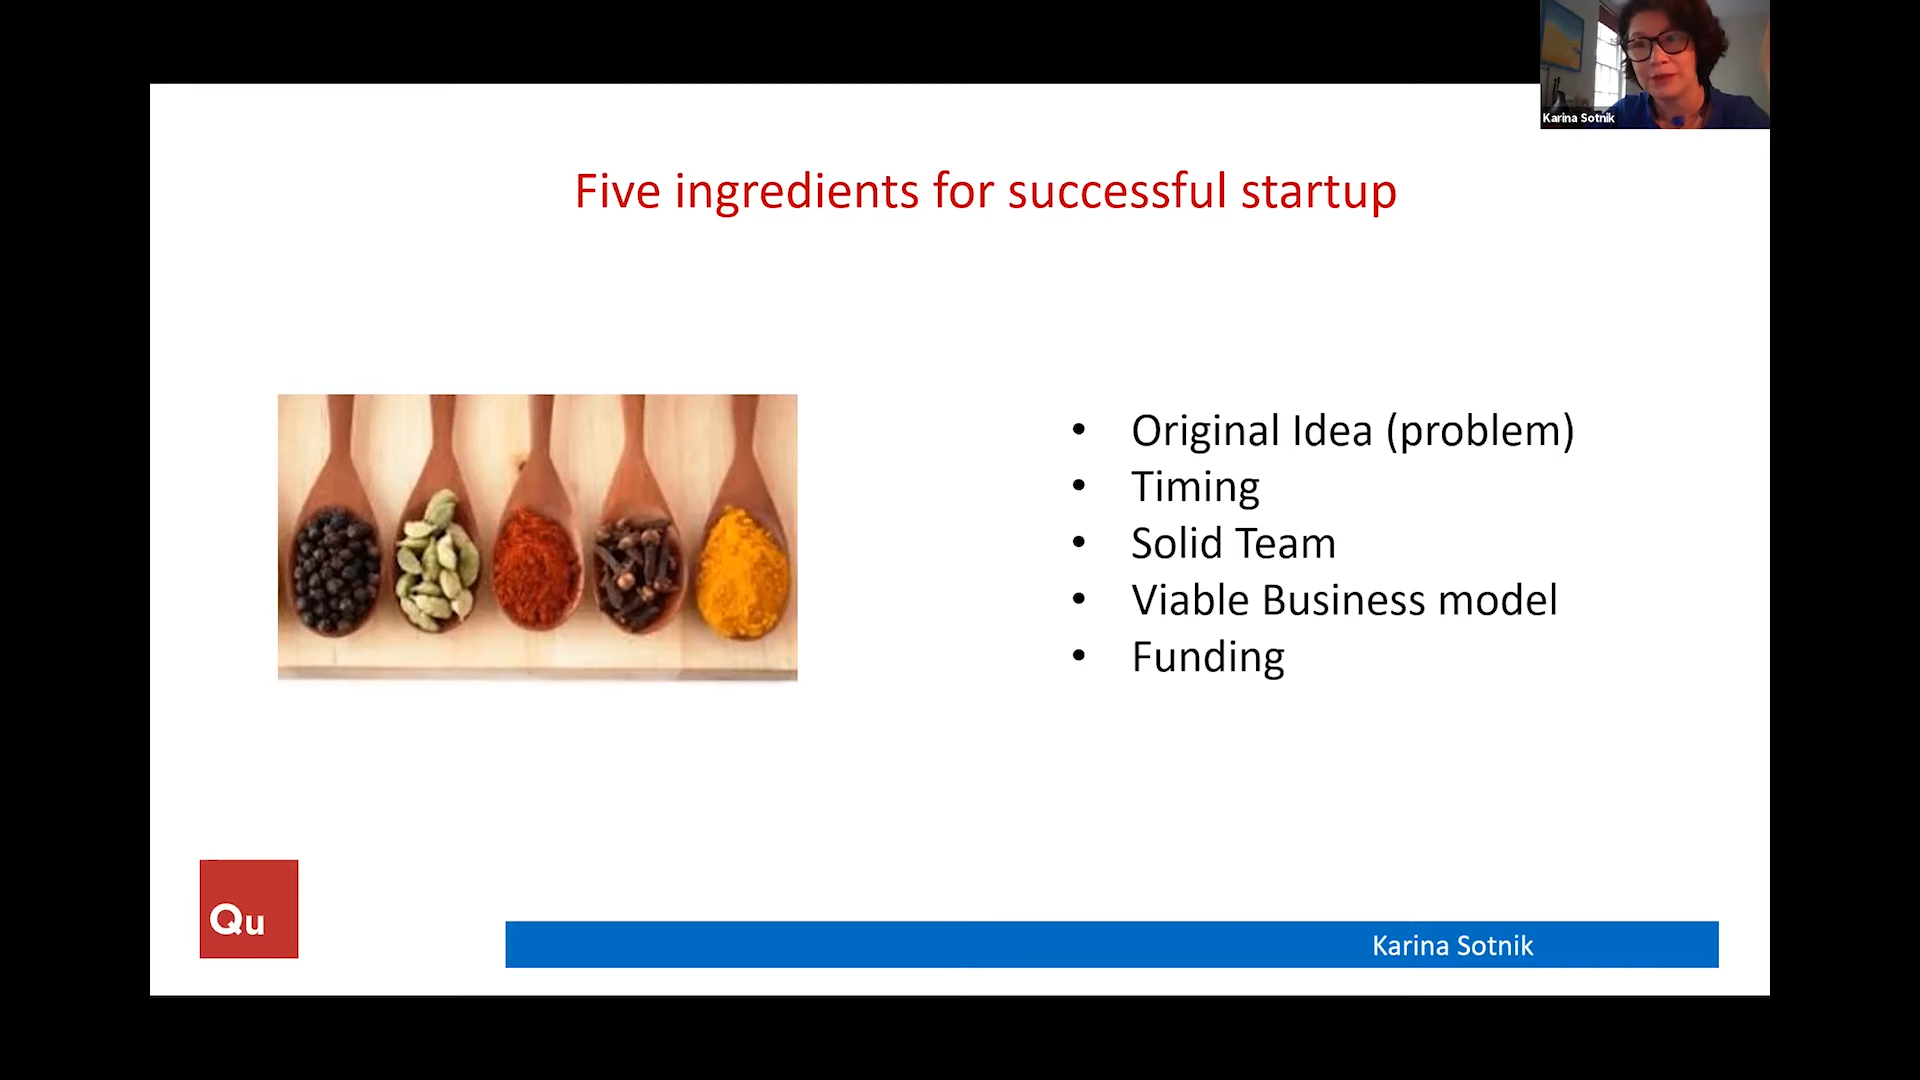 Karina Sotnik
Five ingredients for successful startup
• Original Idea (problem)
• Timing
• Solid Team
• Viable Business model
• Funding
Qu
Karina Sotnik